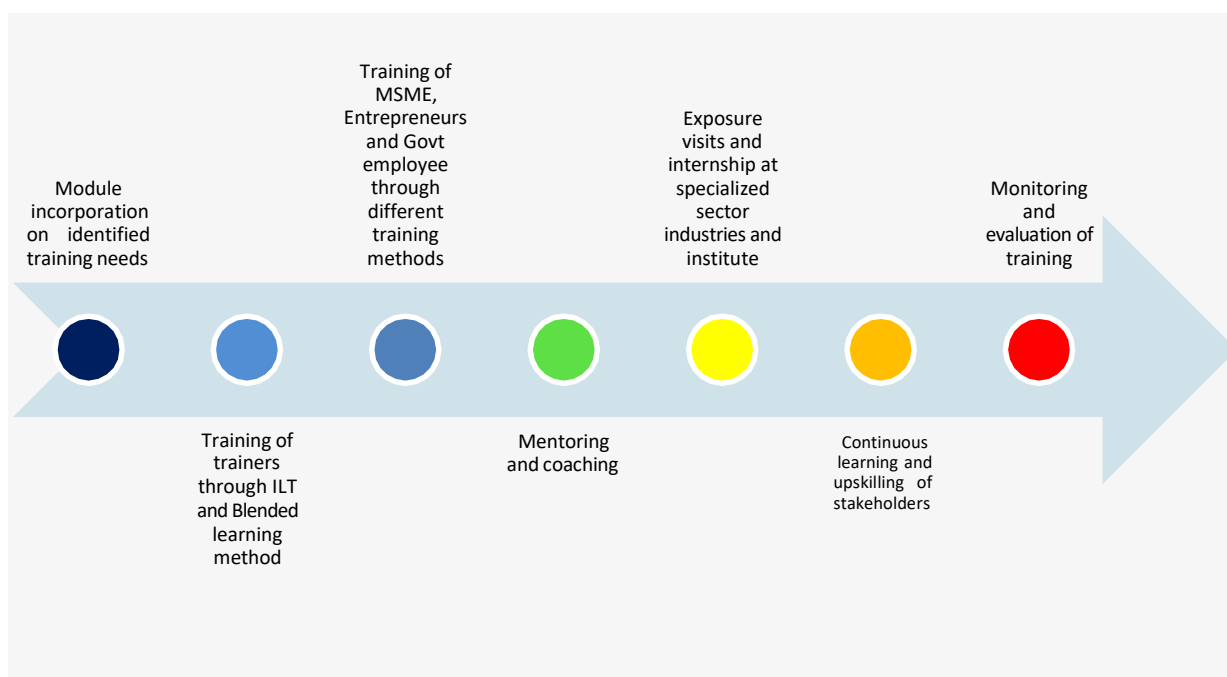 Module
incorporation
on identified
training needs
Training of
trainers
through ILT
and Blended
learning
method
Training of
MSME,
Entrepreneurs
and Govt
employee
through
different
training
methods
Mentoring
and coaching
Exposure
visits and
internship at
specialized
sector
industries and
institute
Continuous
learning and
upskilling of
stakeholders
Monitoring
and
evaluation of
training